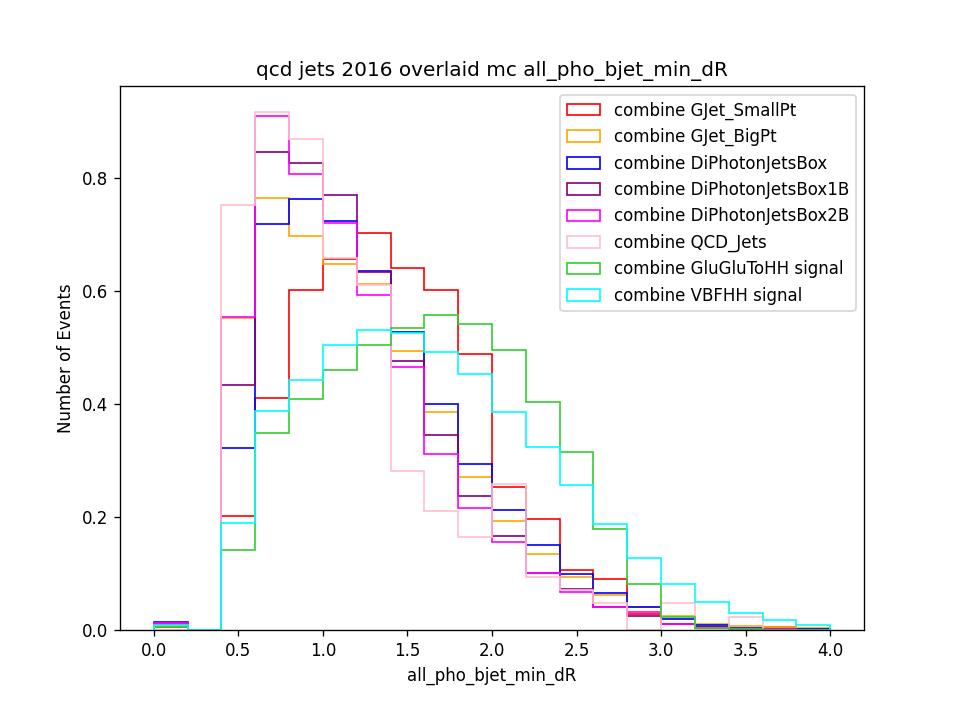 qcd jets 2016 overlaid mc all_pho_bjet_min_dR
combine GJet_SmallPt
combine GJet_BigPt
combine DiPhotonJetsBox
combine DiPhotonJetsBox1B
combine DiPhotonJetsBox2B
combine QCD_Jets
combine GluGluToHH signal
combine VBFHH signal
Number of Events
0.8
0.6
0.4
0.2
0.0
0.0 0.5 1.0 1.5 2.0 2.5 3.0 3.5 4.0
all_pho_bjet_min_dR